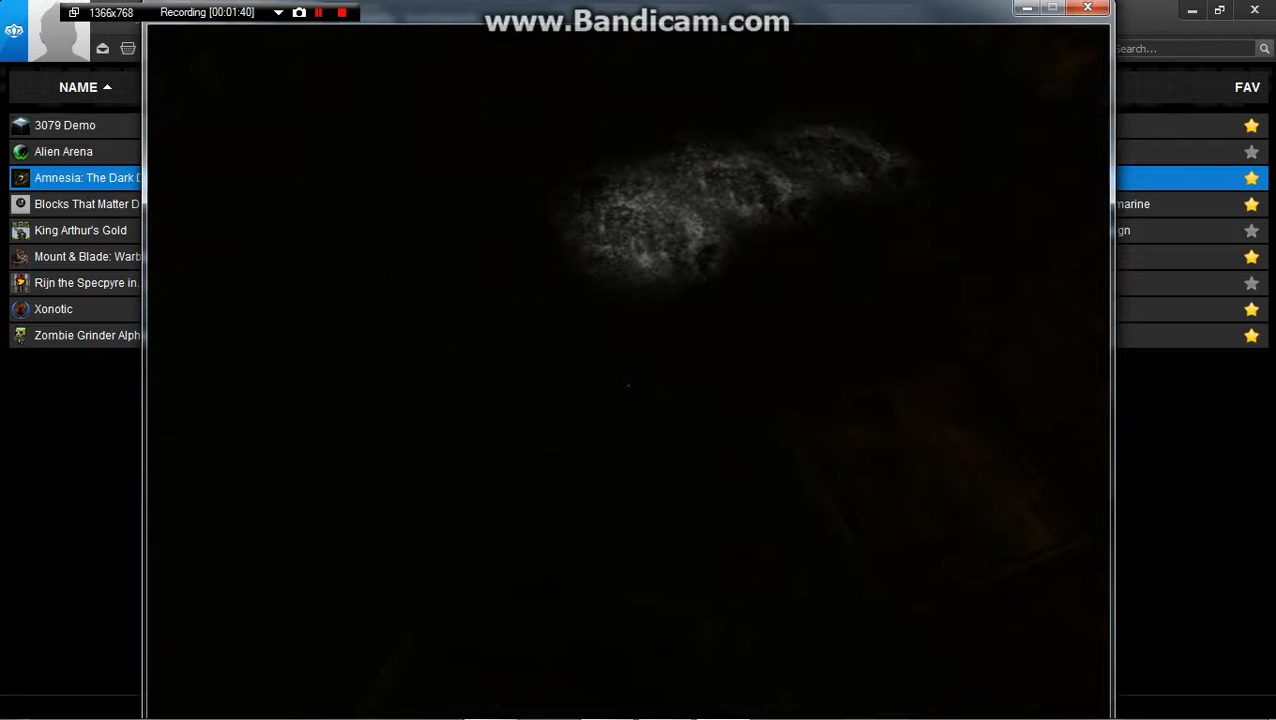 1366x768 Recording [00:01:40]
www.Bandicam.com
Search...
NAME FAV
3079 Demo
Alien Arena
Amnesia: The Dark D
Blocks That Matter D marine
King Arthur's Gold gn
Mount & Blade: Warb
Rijn the Specpyre in.
Xonotic
Zombie Grinder Alph